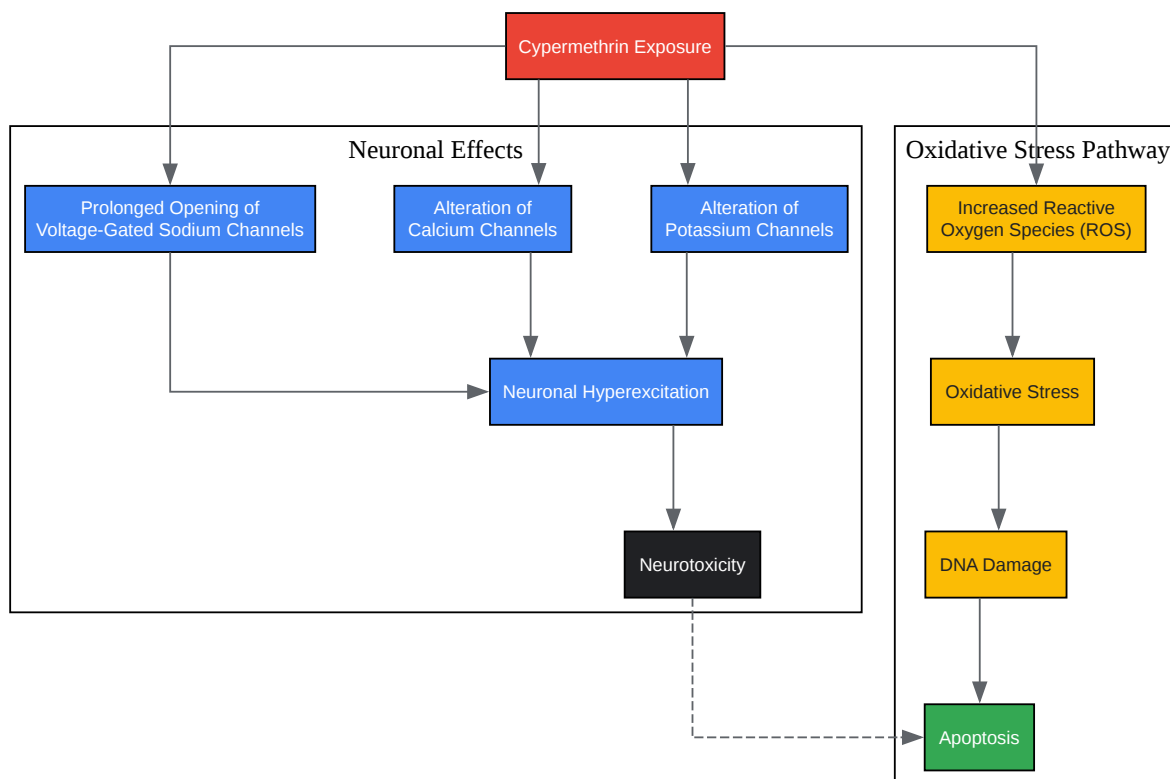 Cypermethrin Exposure
Neuronal Effects
Oxidative Stress Pathway
Prolonged Opening of
Voltage-Gated Sodium Channels
Alteration of
Calcium Channels
Alteration of
Potassium Channels
Increased Reactive
Oxygen Species (ROS)
Neuronal Hyperexcitation
Oxidative Stress
Neurotoxicity
DNA Damage
Apoptosis